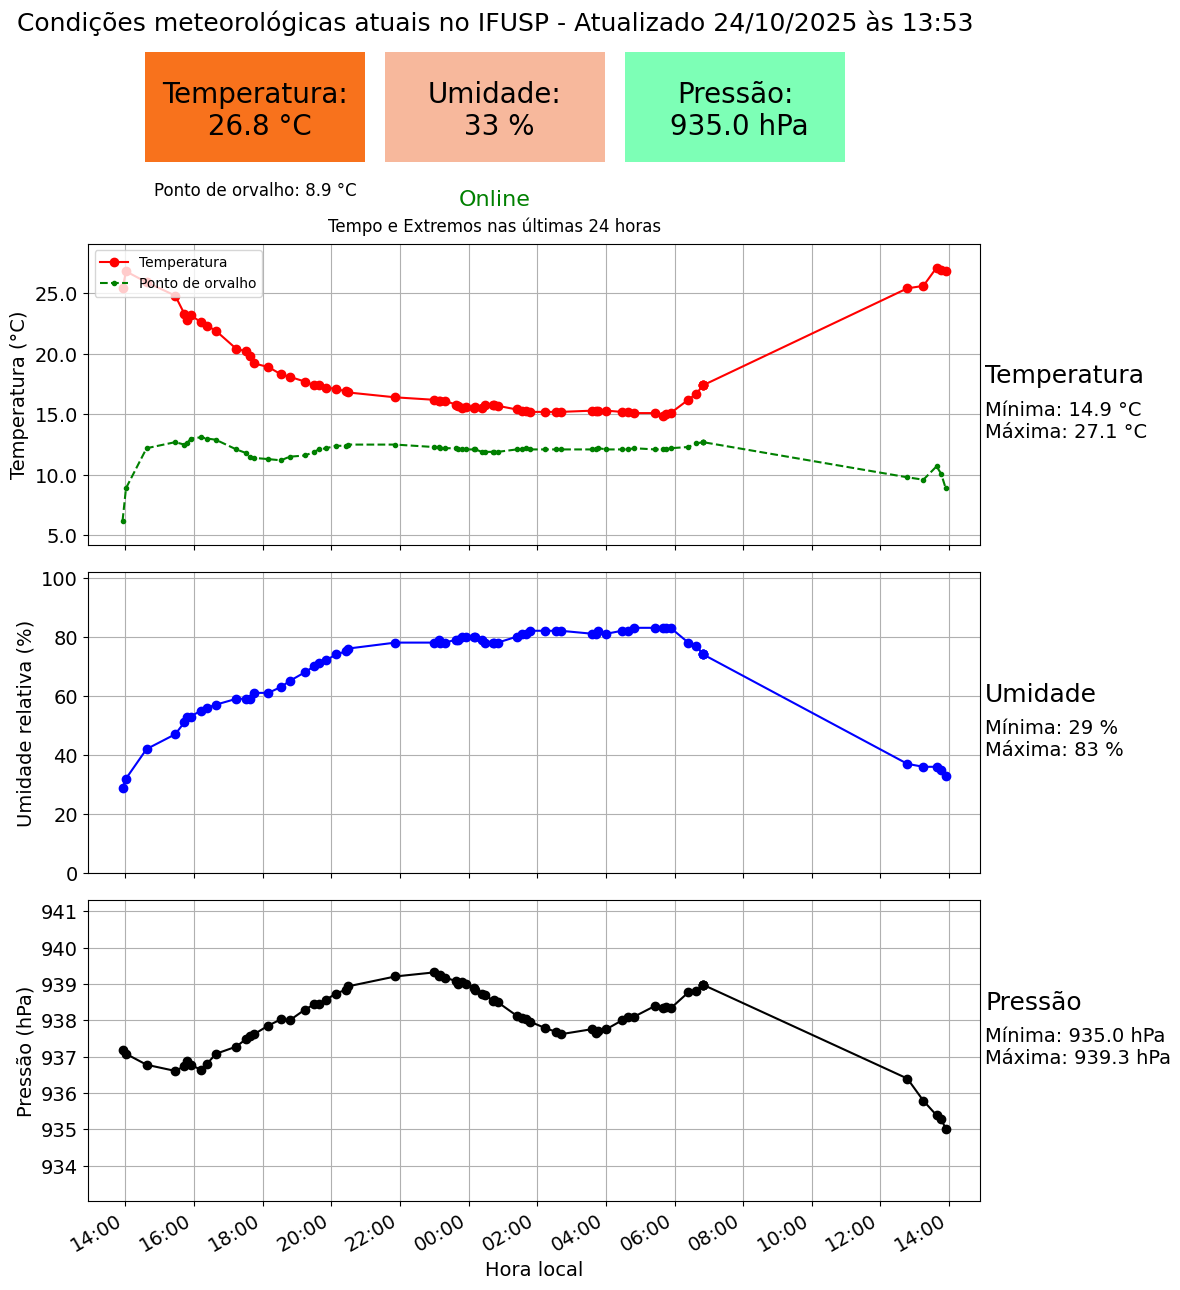 Condições meteorológicas atuais no IFUSP - Atualizado 24/10/2025 às 13:53
Temperatura:
26.8 °C
Umidade:
33 %
Pressão:
935.0 hPa
Ponto de orvalho: 8.9 °C
Online
Tempo e Extremos nas últimas 24 horas
Temperatura
Ponto de orvalho
Temperatura (°C)
25.0
20.0
15.0
10.0
5.0
Temperatura
Mínima: 14.9 °C
Máxima: 27.1 °C
Umidade relativa (%)
100
80
60
40
20
0
Umidade
Mínima: 29 %
Máxima: 83 %
Pressão (hPa)
941
940
939
938
937
936
935
934
Pressão
Mínima: 935.0 hPa
Máxima: 939.3 hPa
14:00 16:00 18:00 20:00 22:00 00:00 02:00 04:00 06:00 08:00 10:00 12:00 14:00
Hora local